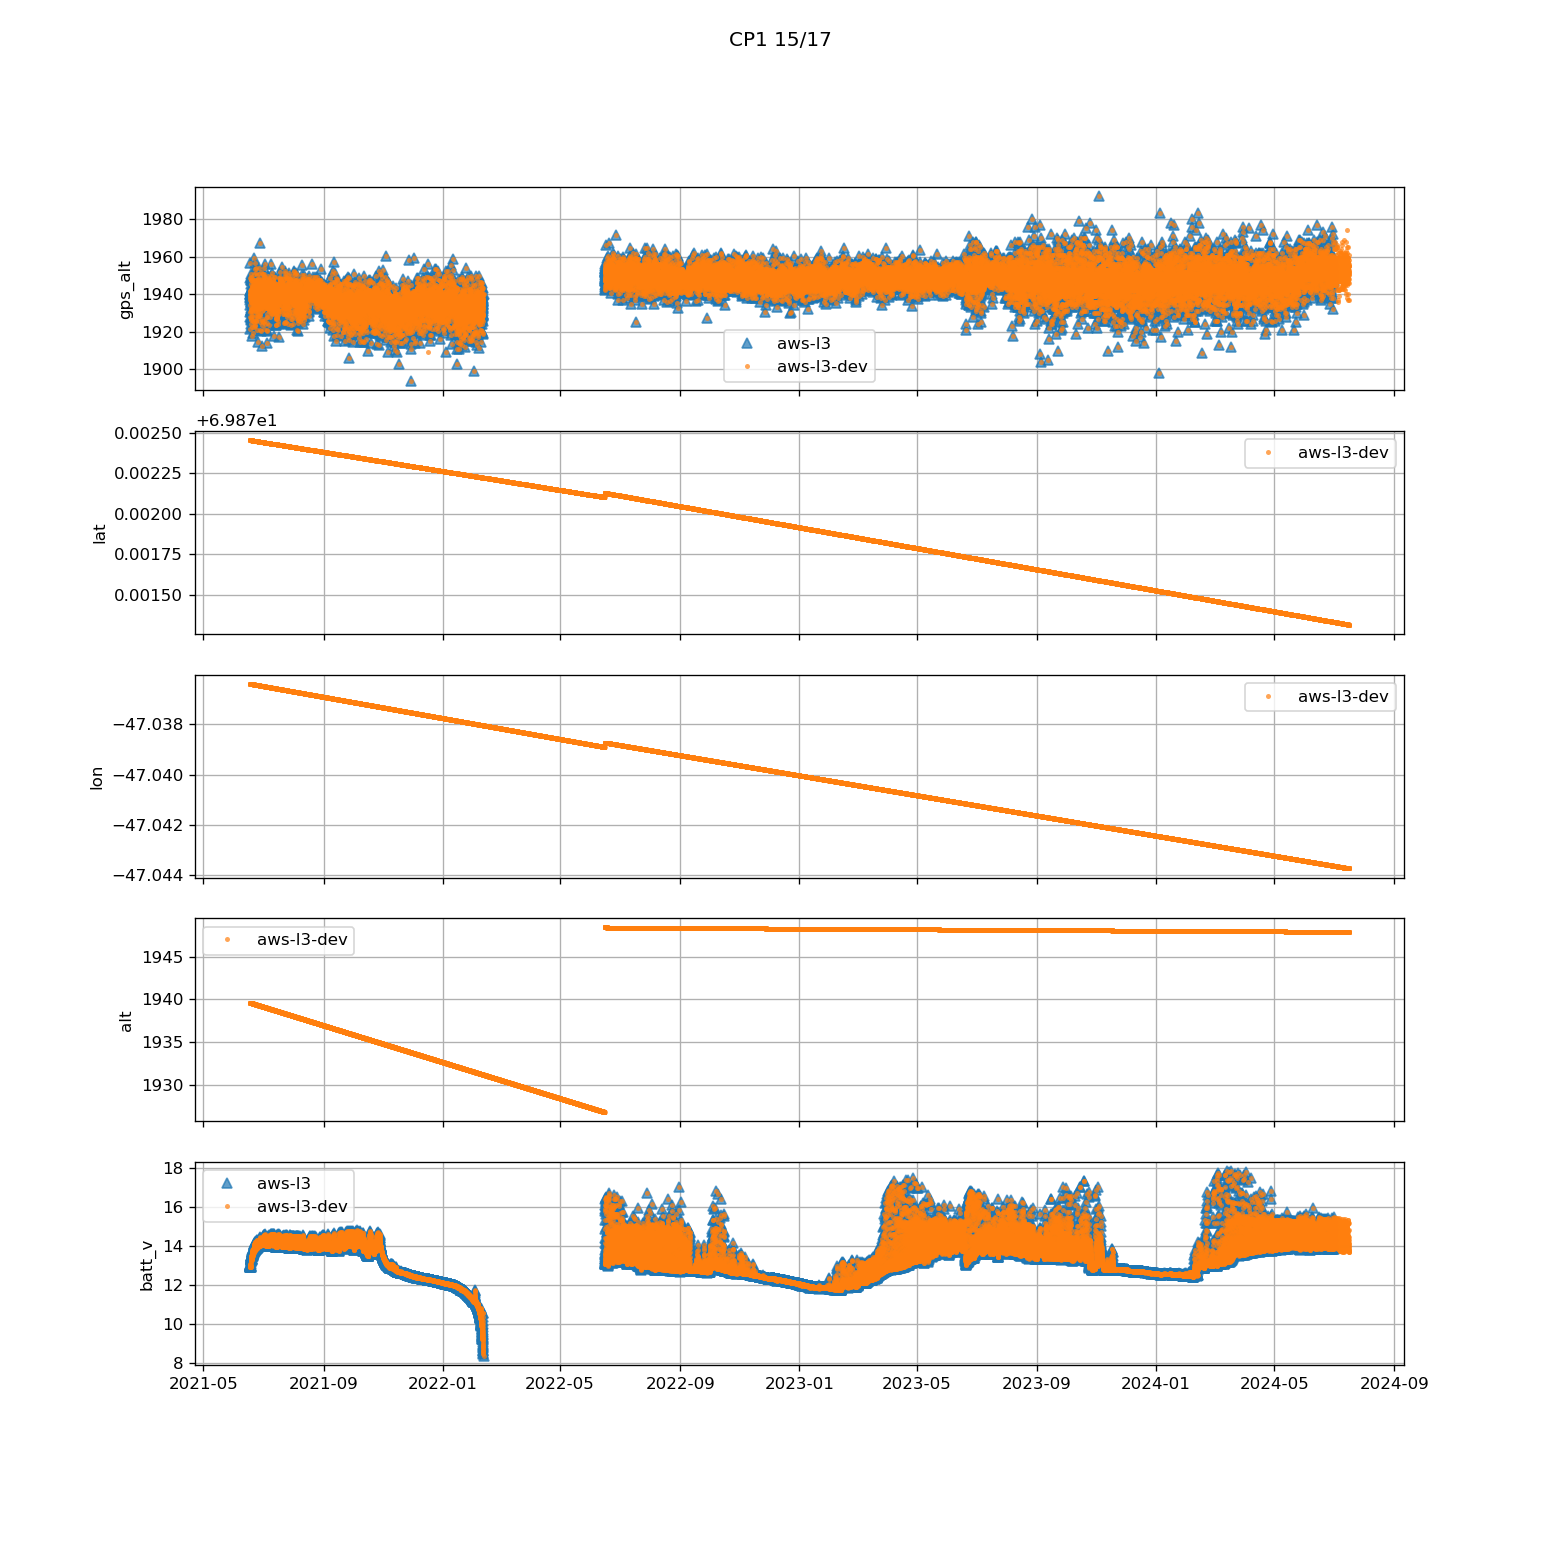 CP1 15/17
1980
1960
1940
1920
1900
gps_alt
aws-l3
aws-l3-dev
+6.987e1
0.00250
0.00225
0.00200
0.00175
0.00150
lat
aws-l3-dev
−47.038
−47.040
−47.042
−47.044
lon
aws-l3-dev
1945
1940
1935
1930
alt
aws-l3-dev
18
16
14
12
10
8
batt_v
aws-l3
aws-l3-dev
2021-05 2021-09 2022-01 2022-05 2022-09 2023-01 2023-05 2023-09 2024-01 2024-05 2024-09